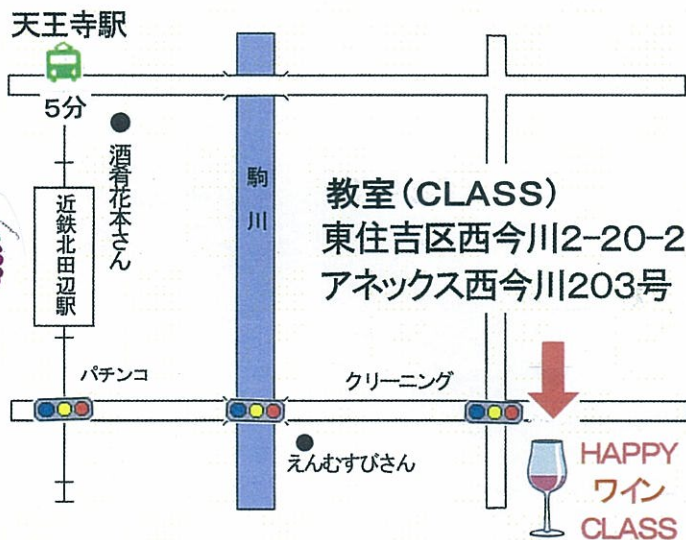 天王寺駅
5分
酒肴花本さん
近鉄北田辺駅
駒川
教室(CLASS)
東住吉区西今川2-20-2
アネックス西今川203号
パチンコ
クリーニング
えんむすびさん
HAPPY
ワイン
CLASS